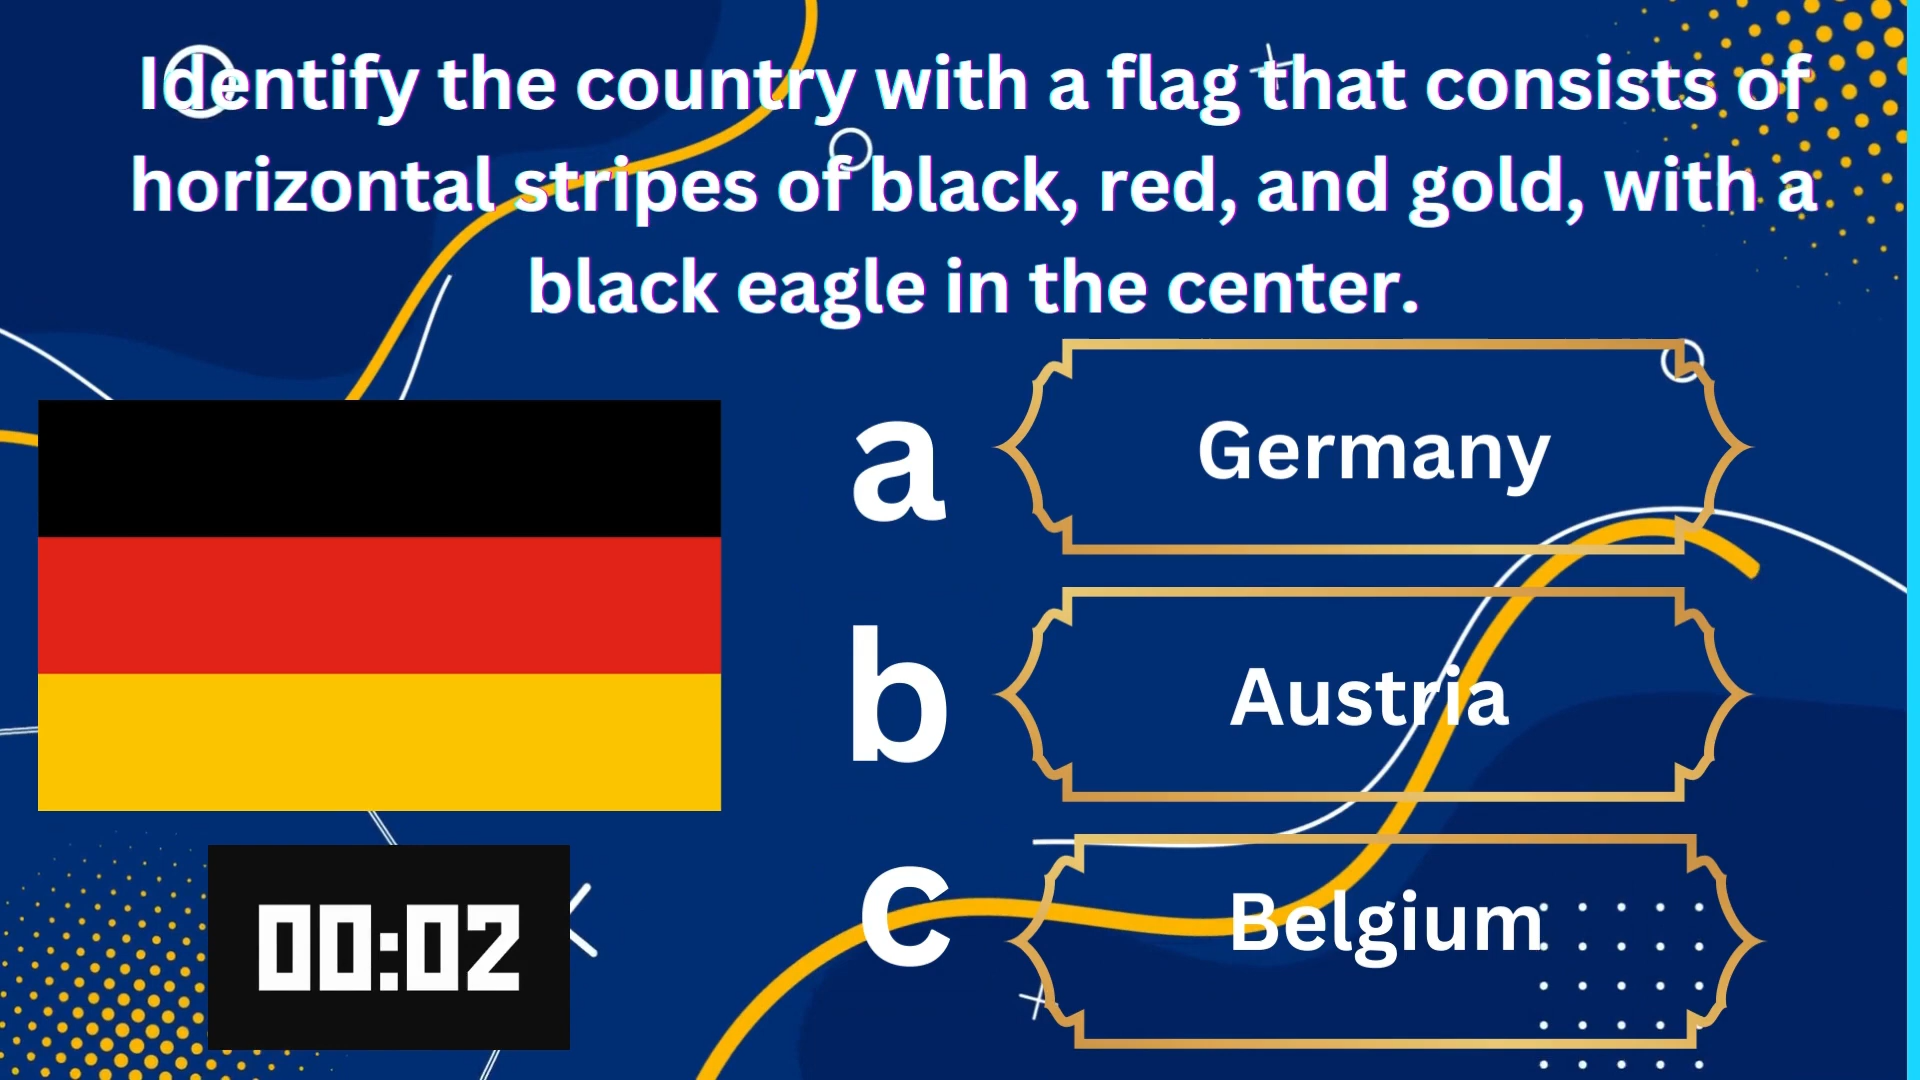 Identify the country with a flag that consists of
horizontal stripes of black, red, and gold, with a
black eagle in the center.
a
Germany
b
Austria
c
Belgium
00:02